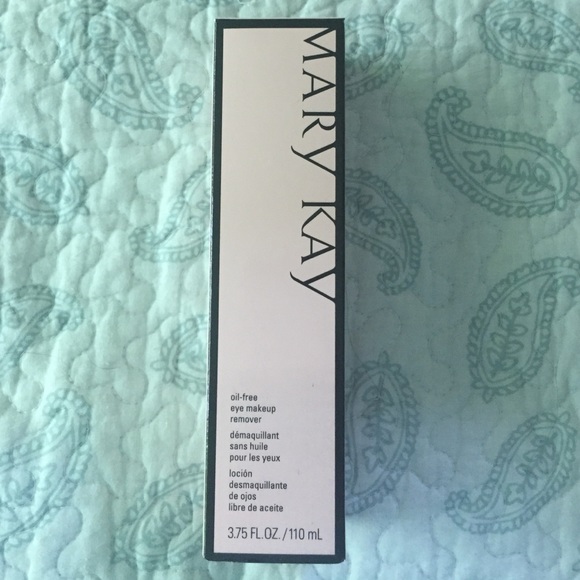 MARY KAY
oil-free
eye makeup
remover
démaquillant
sans huile
pour les yeux
loción
desmaquillante
de ojos
libre de aceite
3.75 FL.OZ./110 mL